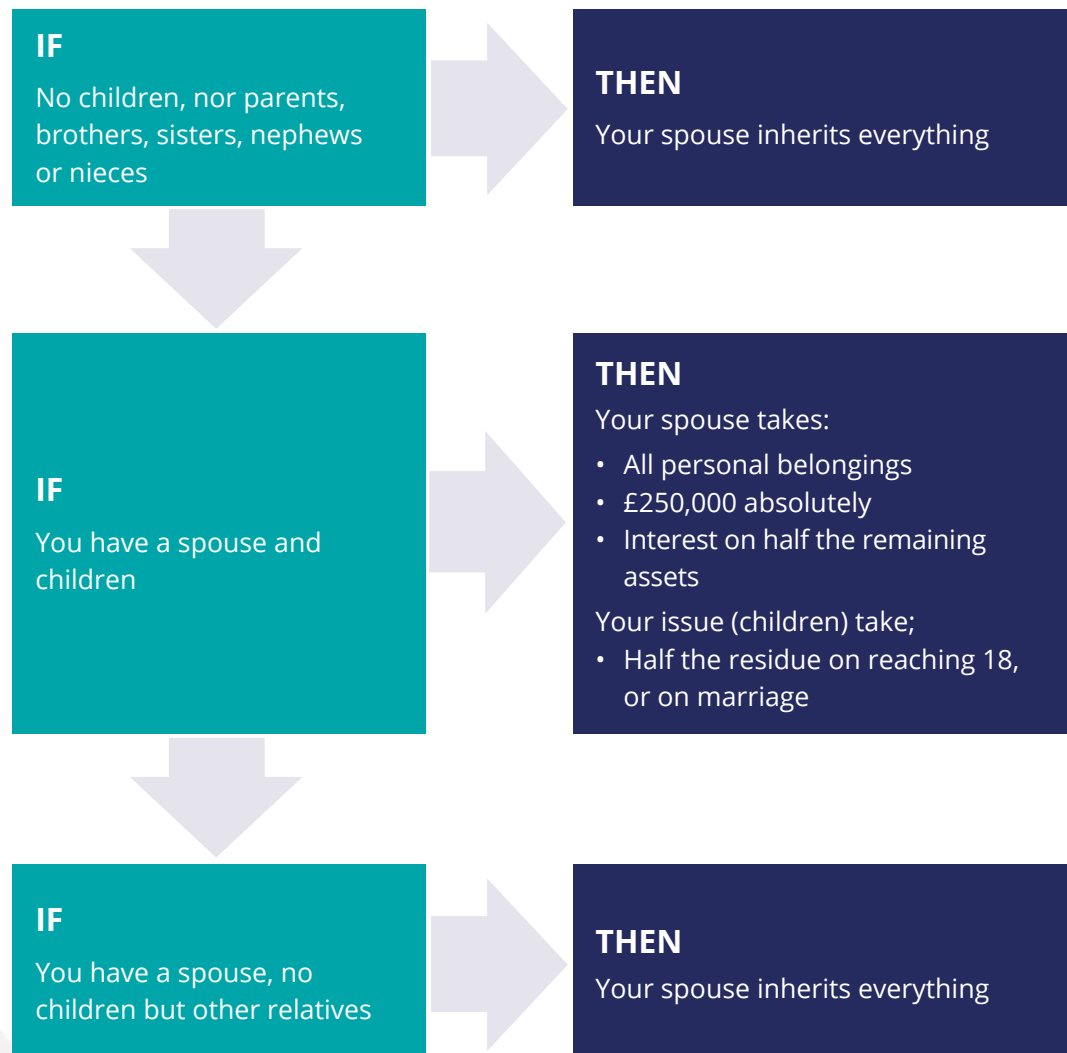 IF
No children, nor parents,
brothers, sisters, nephews
or nieces
THEN
Your spouse inherits everything
IF
You have a spouse and
children
THEN
Your spouse takes:
• All personal belongings
• £250,000 absolutely
• Interest on half the remaining
assets
Your issue (children) take;
• Half the residue on reaching 18,
or on marriage
IF
You have a spouse, no
children but other relatives
THEN
Your spouse inherits everything